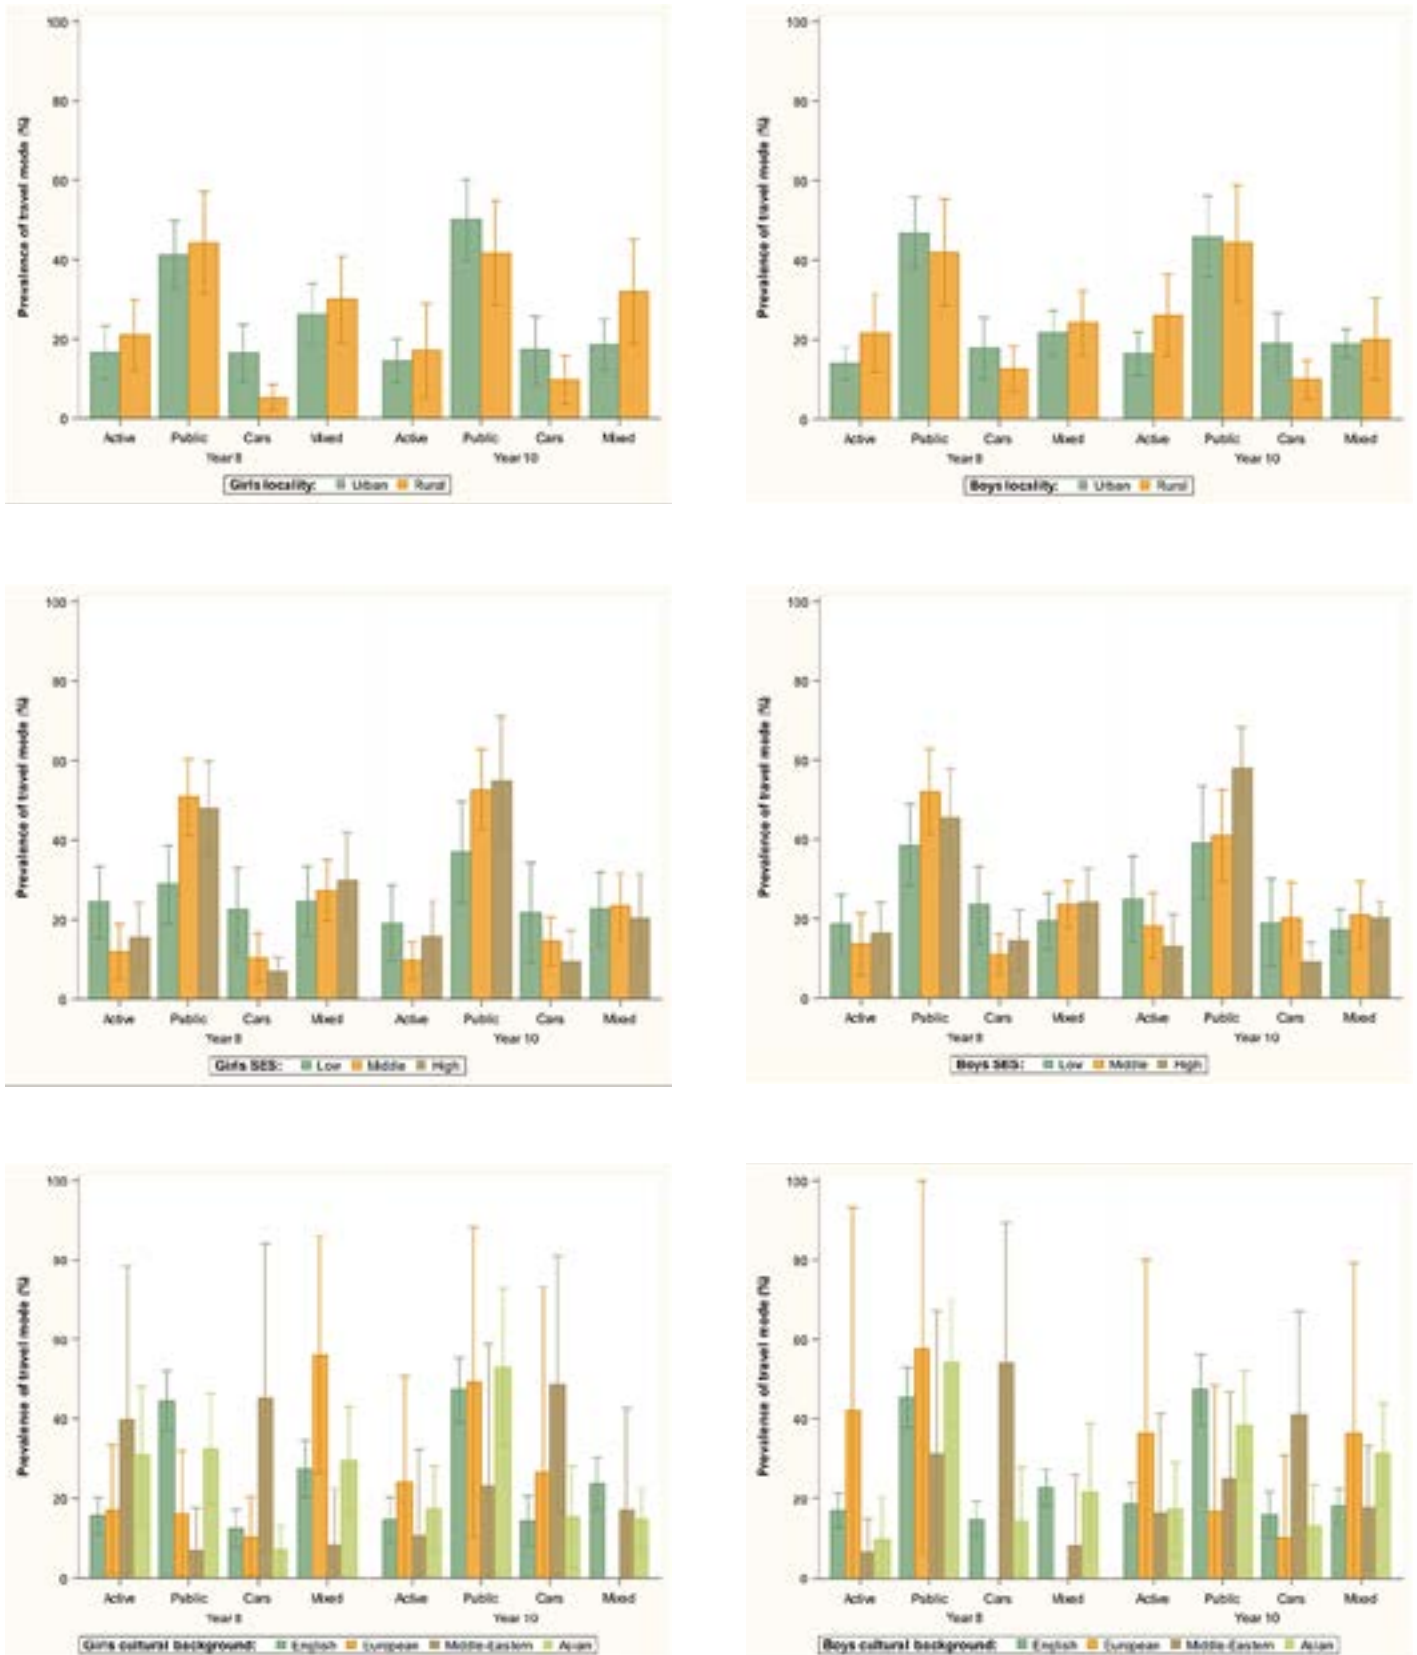 Prevalence of travel mode (%)
100
80
60
40
20
0
Active Public Cars Mixed Active Public Cars Mixed
Year 8 Year 10
Girls locality: Urban Rural
Prevalence of travel mode (%)
100
80
60
40
20
0
Active Public Cars Mixed Active Public Cars Mixed
Year 8 Year 10
Boys locality: Urban Rural
Prevalence of travel mode (%)
100
80
60
40
20
0
Active Public Cars Mixed Active Public Cars Mixed
Year 8 Year 10
Girls SES: Low Middle High
Prevalence of travel mode (%)
100
80
60
40
20
0
Active Public Cars Mixed Active Public Cars Mixed
Year 8 Year 10
Boys SES: Low Middle High
Prevalence of travel mode (%)
100
80
60
40
20
0
Active Public Cars Mixed Active Public Cars Mixed
Year 8 Year 10
Girls cultural background: English European Middle-Eastern Asian
Prevalence of travel mode (%)
100
80
60
40
20
0
Active Public Cars Mixed Active Public Cars Mixed
Year 8 Year 10
Boys cultural background: English European Middle-Eastern Asian